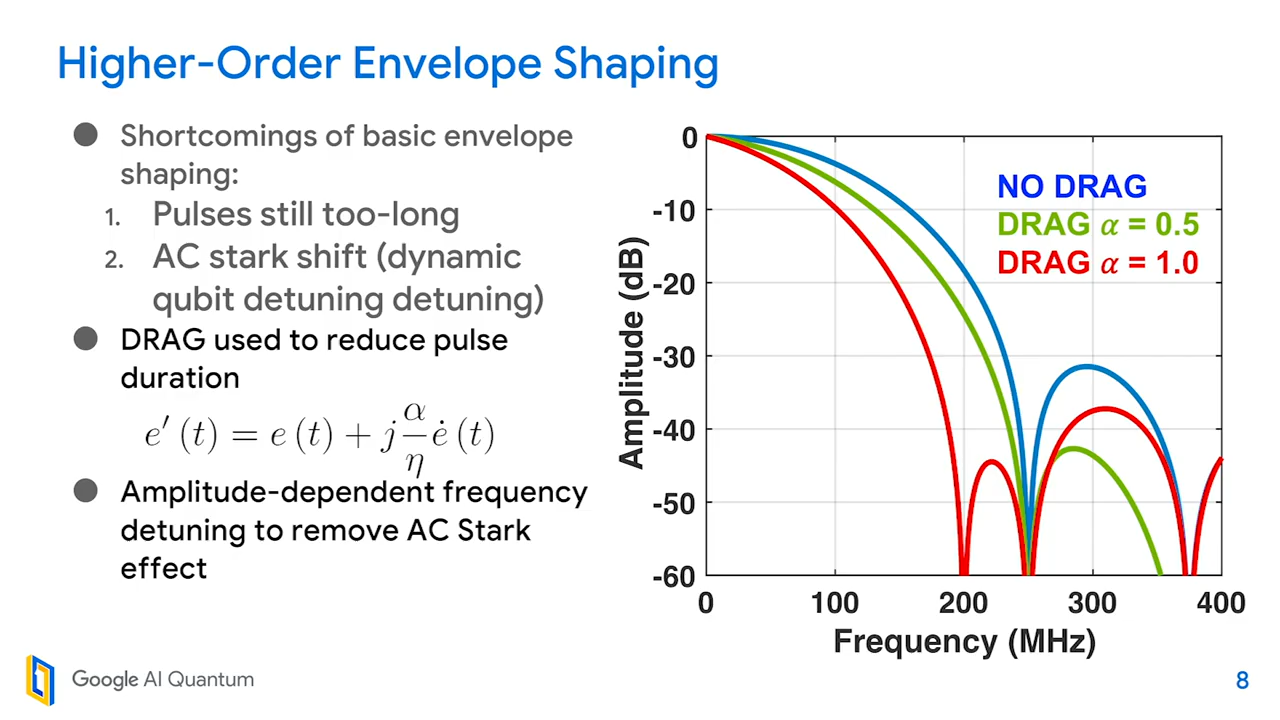 Higher-Order Envelope Shaping
● Shortcomings of basic envelope
shaping:
1. Pulses still too-long
2. AC stark shift (dynamic
qubit detuning detuning)
● DRAG used to reduce pulse
duration
e′(t) = e(t) + j α/η ė(t)
● Amplitude-dependent frequency
detuning to remove AC Stark
effect
NO DRAG
DRAG α = 0.5
DRAG α = 1.0
Amplitude (dB)
0
-10
-20
-30
-40
-50
-60
0 100 200 300 400
Frequency (MHz)
Google AI Quantum
8